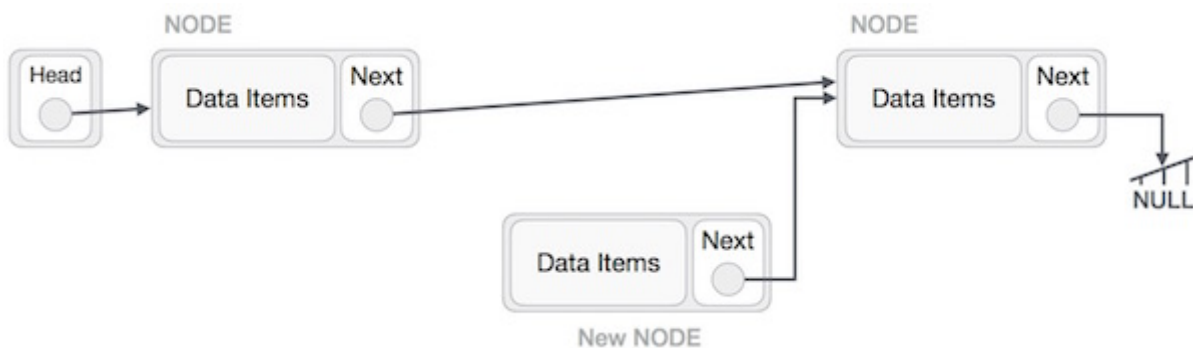 NODE
NODE
Head
Data Items
Next
Data Items
Next
NULL
Data Items
Next
New NODE